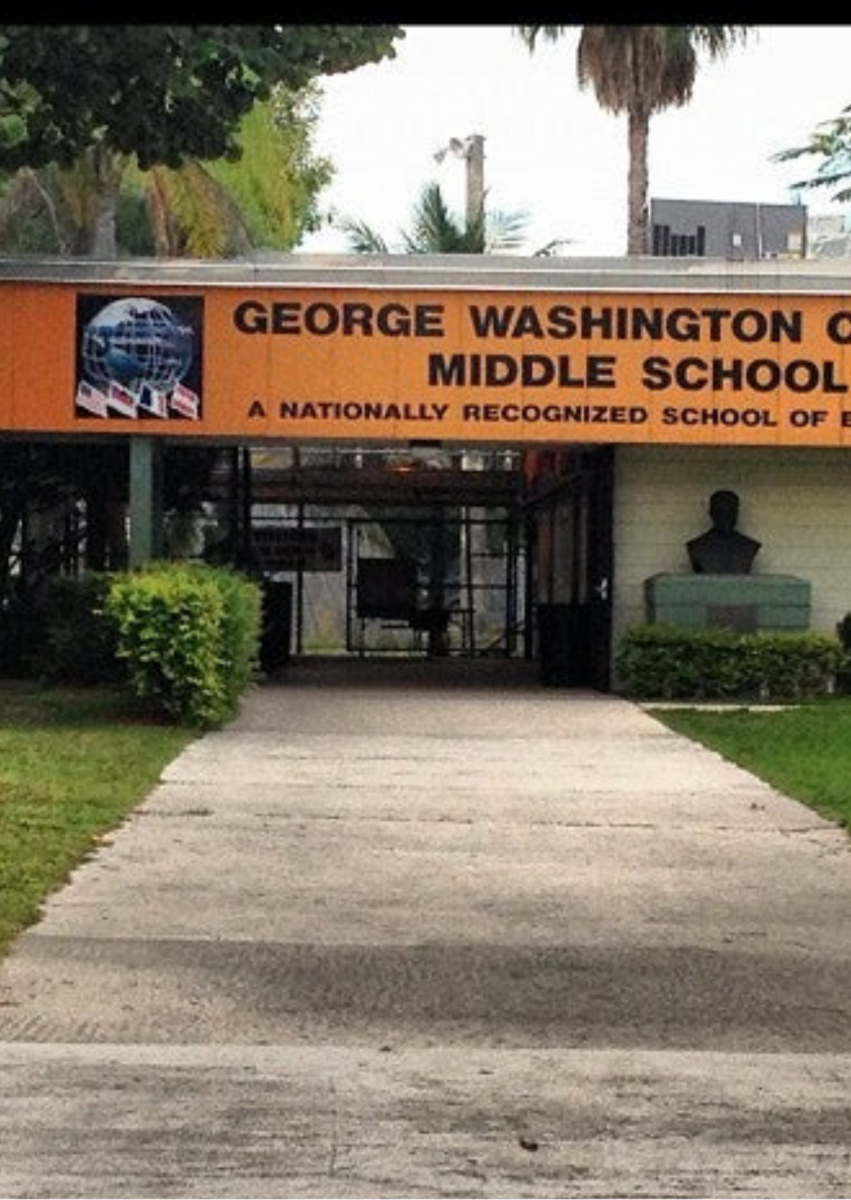 GEORGE WASHINGTON C
MIDDLE SCHOOL
A NATIONALLY RECOGNIZED SCHOOL OF E